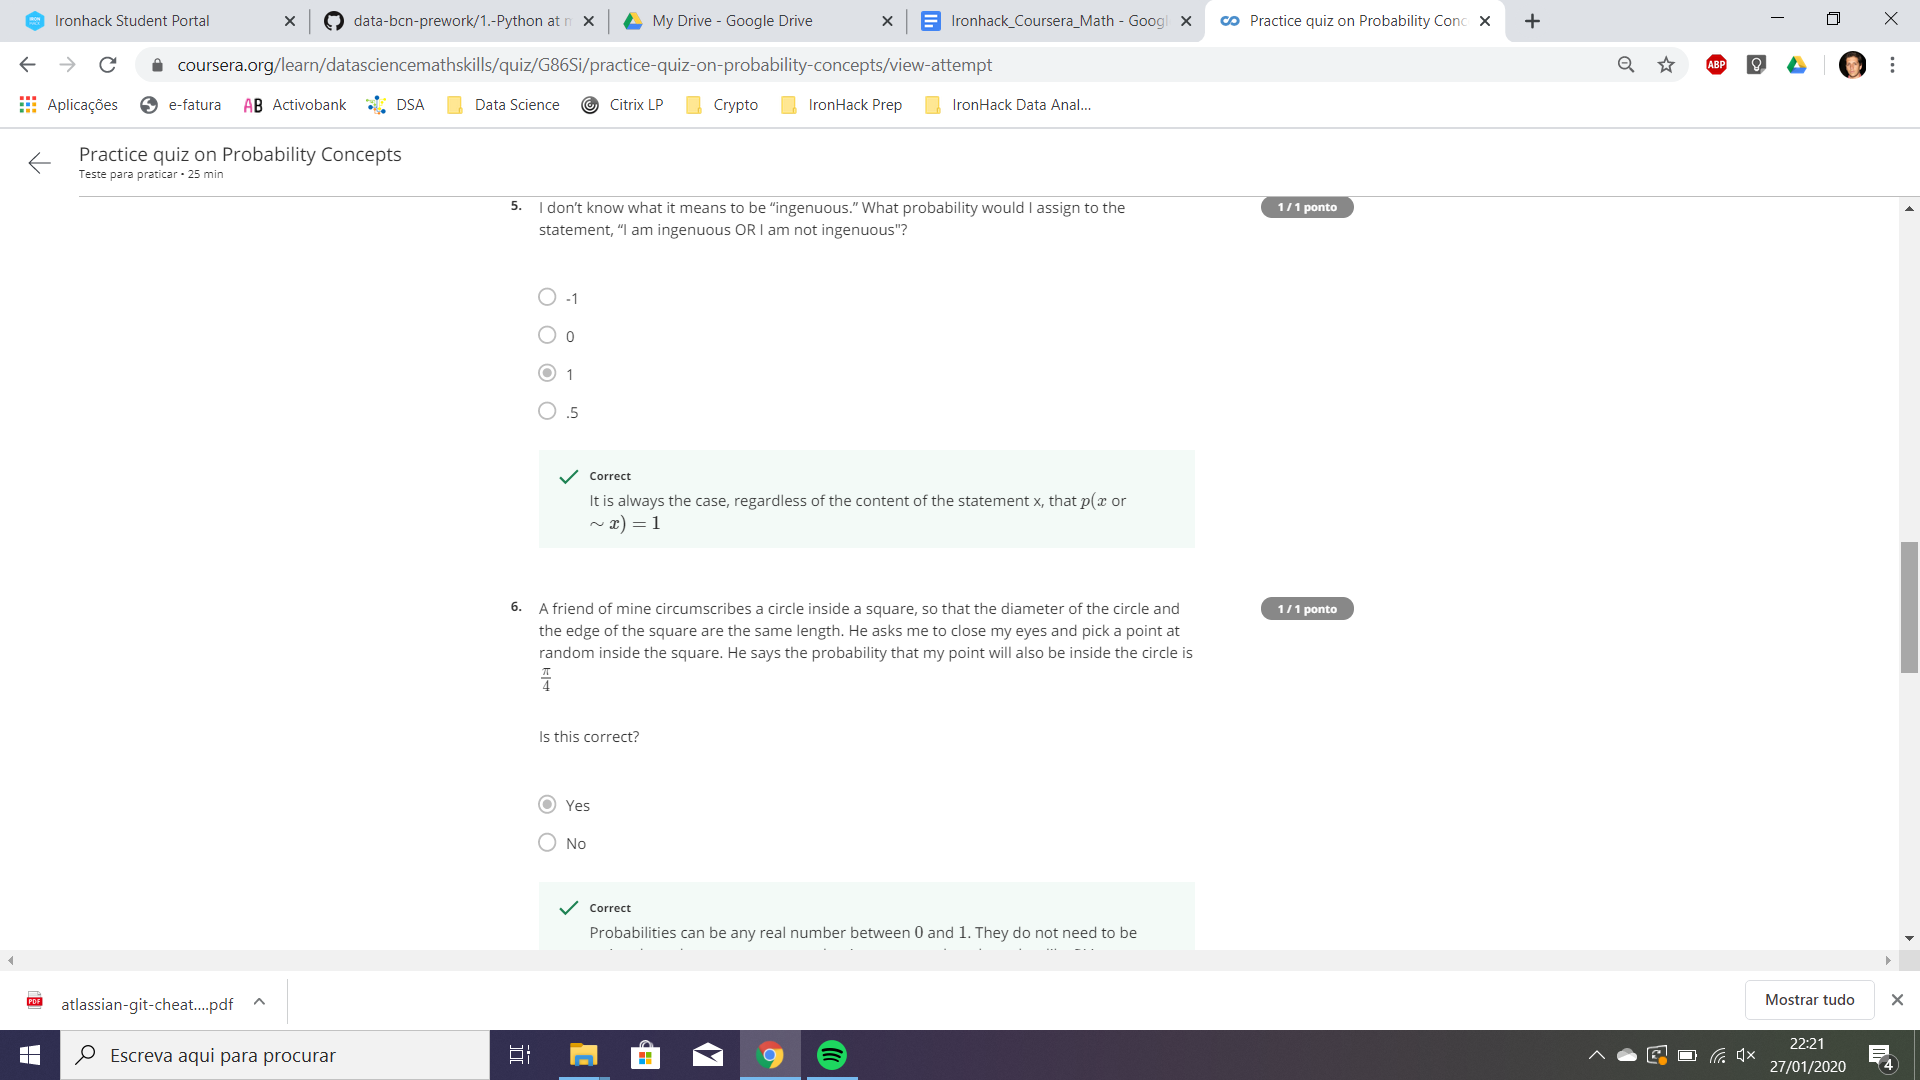 Ironhack Student Portal
data-bcn-prework/1.-Python at m
My Drive - Google Drive
Ironhack_Coursera_Math - Googl
Practice quiz on Probability Conc
coursera.org/learn/datasciencemathskills/quiz/G86Si/practice-quiz-on-probability-concepts/view-attempt
ABP
Aplicações
e-fatura
AB Activobank
DSA
Data Science
Citrix LP
Crypto
IronHack Prep
IronHack Data Anal...
Practice quiz on Probability Concepts
Teste para praticar • 25 min
5. I don’t know what it means to be “ingenuous.” What probability would I assign to the
statement, “I am ingenuous OR I am not ingenuous"?
1 / 1 ponto
-1
0
1
.5
Correct
It is always the case, regardless of the content of the statement x, that p(x or
∼ x) = 1
6. A friend of mine circumscribes a circle inside a square, so that the diameter of the circle and
the edge of the square are the same length. He asks me to close my eyes and pick a point at
random inside the square. He says the probability that my point will also be inside the circle is
π
4
1 / 1 ponto
Is this correct?
Yes
No
Correct
Probabilities can be any real number between 0 and 1. They do not need to be
PDF
atlassian-git-cheat....pdf
Mostrar tudo
Escreva aqui para procurar
22:21
27/01/2020
4